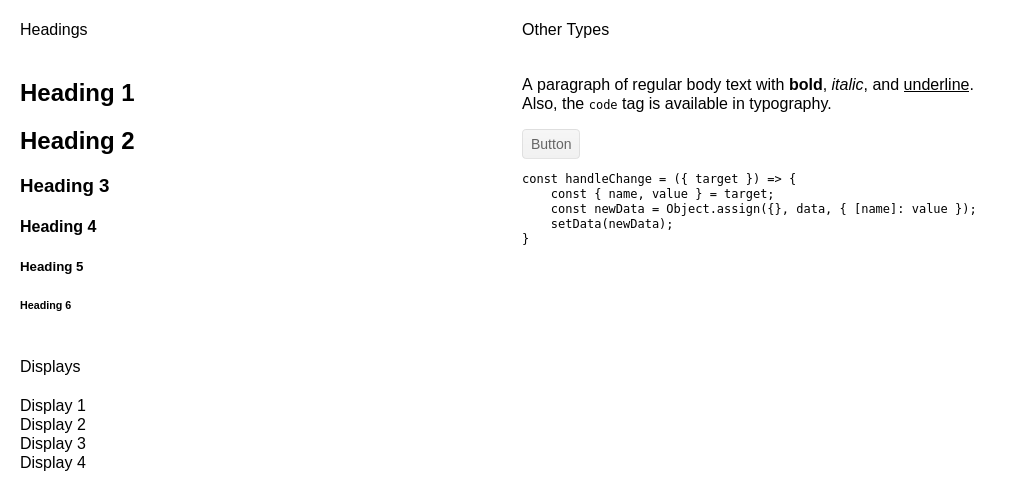 Headings
Heading 1
Heading 2
Heading 3
Heading 4
Heading 5
Heading 6
Displays
Display 1
Display 2
Display 3
Display 4
Other Types
A paragraph of regular body text with bold, italic, and underline.
Also, the code tag is available in typography.
Button
const handleChange = ({ target }) => {
    const { name, value } = target;
    const newData = Object.assign({}, data, { [name]: value });
    setData(newData);
}